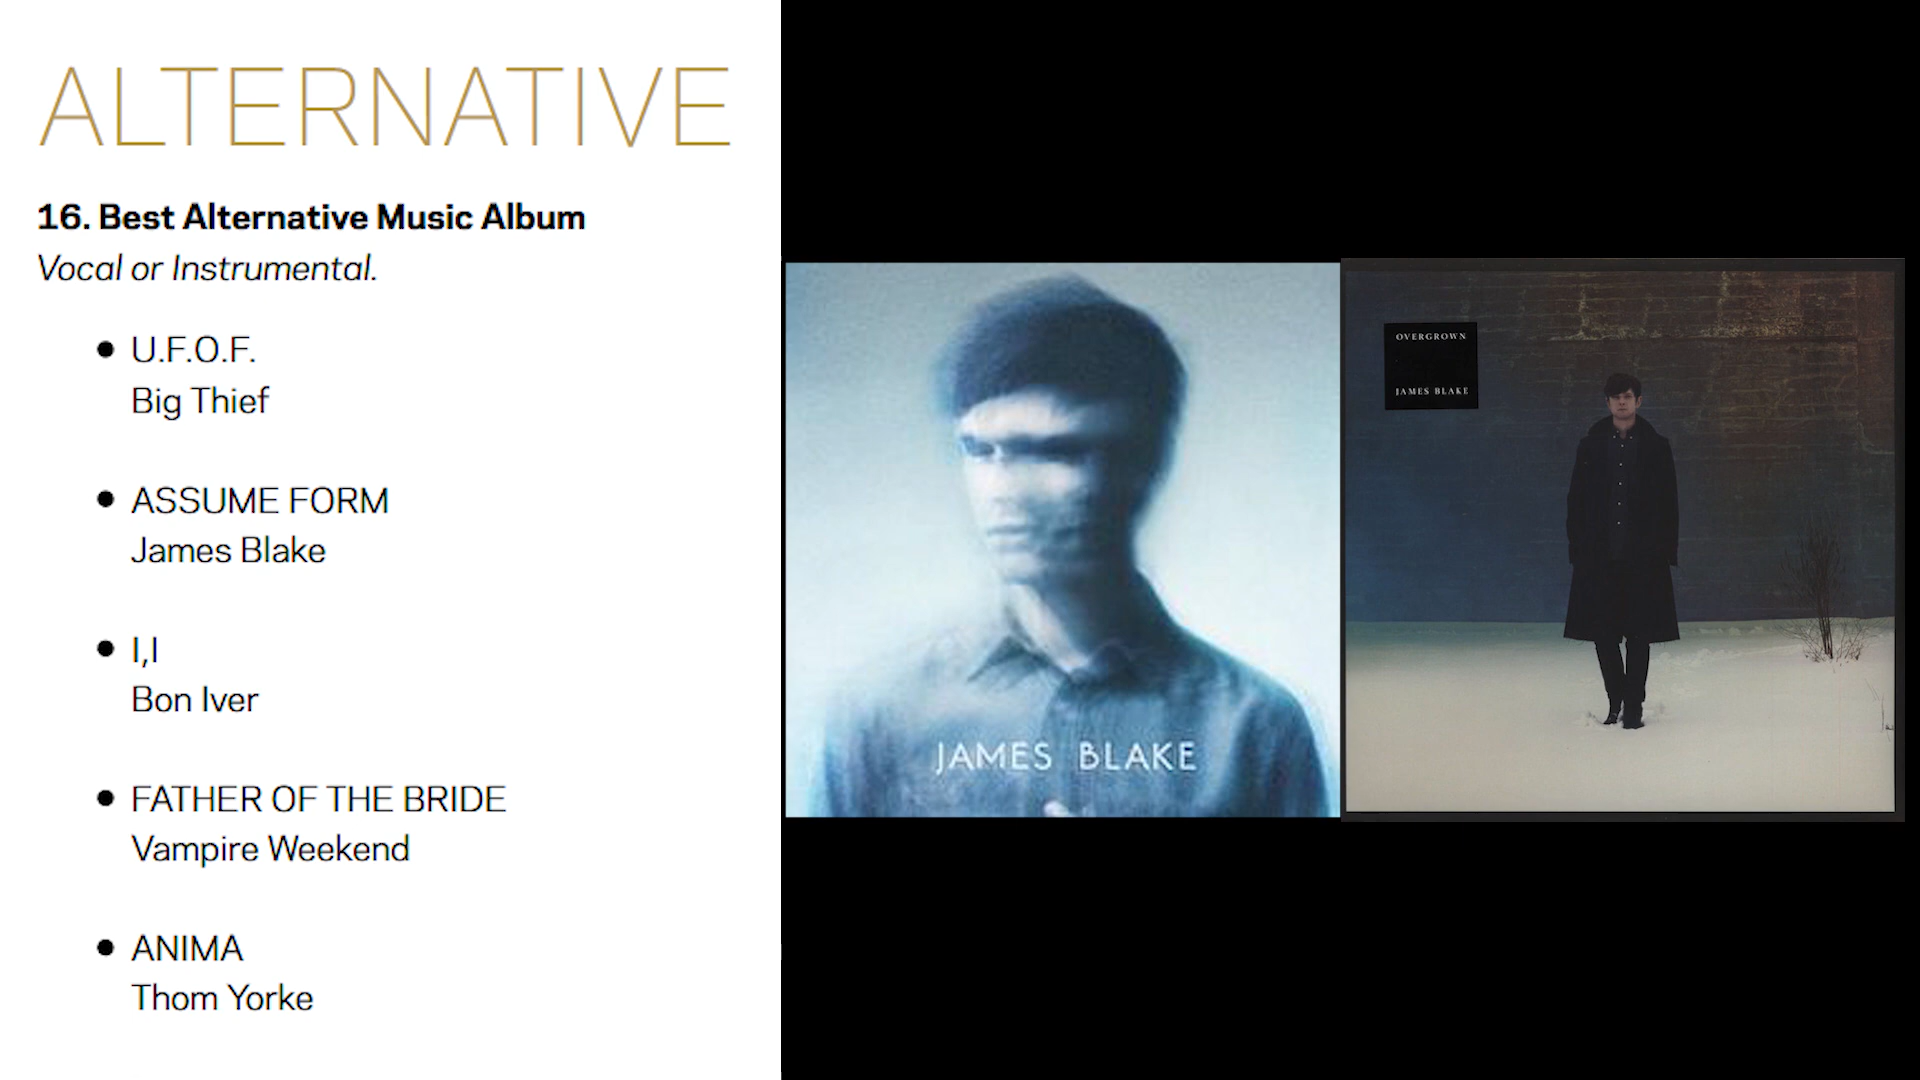 ALTERNATIVE
16. Best Alternative Music Album
Vocal or Instrumental.
● U.F.O.F.
Big Thief
● ASSUME FORM
James Blake
● I,I
Bon Iver
● FATHER OF THE BRIDE
Vampire Weekend
● ANIMA
Thom Yorke
JAMES BLAKE
OVERGROWN
JAMES BLAKE